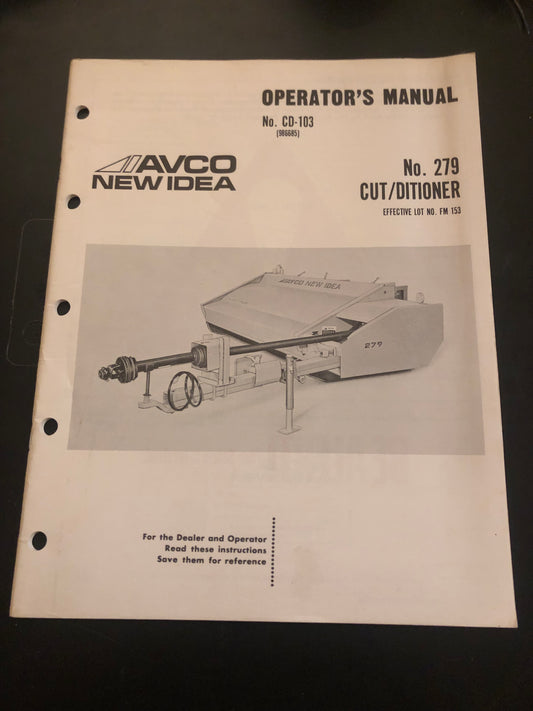 OPERATOR'S MANUAL
No. CD-103
(986685)
AVCO
NEW IDEA
No. 279
CUT/DITIONER
EFFECTIVE LOT NO. FM 153
AVCO NEW IDEA
279
For the Dealer and Operator
Read these instructions
Save them for reference